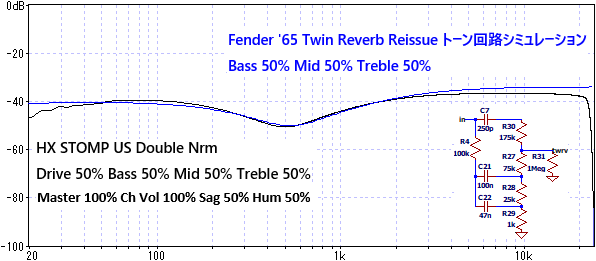 0dB
Fender '65 Twin Reverb Reissue トーン回路シミュレーション
Bass 50% Mid 50% Treble 50%
-20
-40
-60
-80
-100
HX STOMP US Double Nrm
Drive 50% Bass 50% Mid 50% Treble 50%
Master 100% Ch Vol 100% Sag 50% Hum 50%
in
C7
250p
R30
175k
R4
100k
twrv
R27
75k
R31
1Meg
C21
100n
R28
25k
C22
47n
R29
1k
20
100
1k
10k